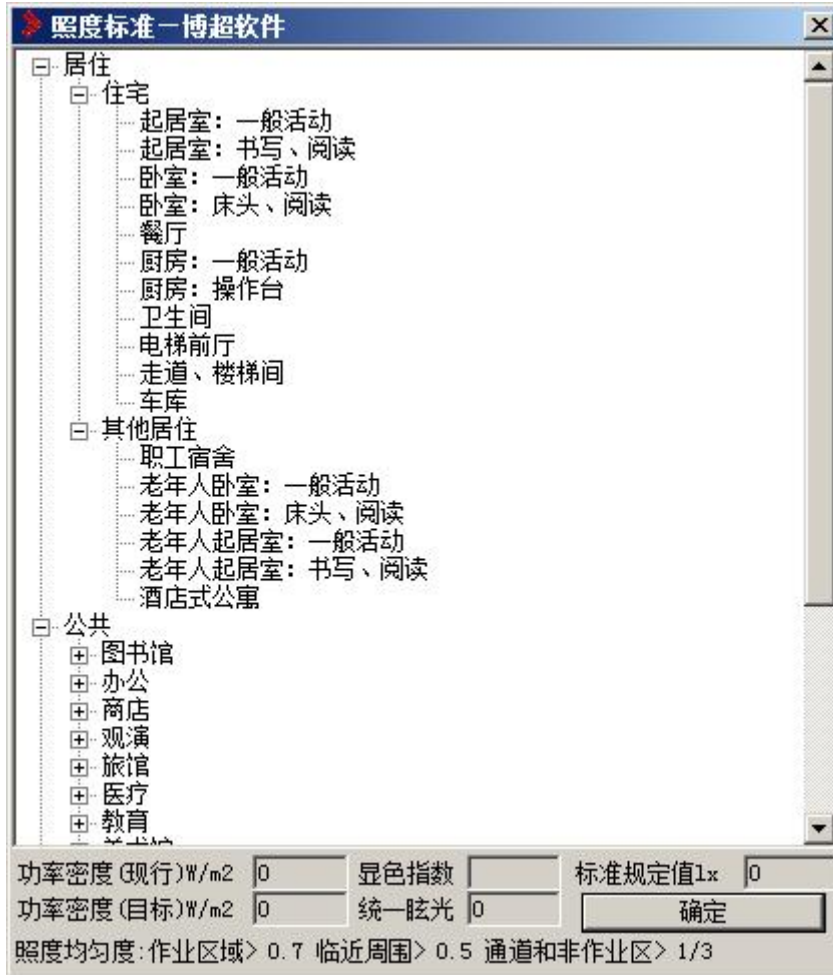 照度标准－博超软件
居住
住宅
起居室：一般活动
起居室：书写、阅读
卧室：一般活动
卧室：床头、阅读
餐厅
厨房：一般活动
厨房：操作台
卫生间
电梯前厅
走道、楼梯间
车库
其他居住
职工宿舍
老年人卧室：一般活动
老年人卧室：床头、阅读
老年人起居室：一般活动
老年人起居室：书写、阅读
酒店式公寓
公共
图书馆
办公
商店
观演
旅馆
医疗
教育
功率密度(现行)W/m2 0 显色指数 标准规定值lx 0
功率密度(目标)W/m2 0 统一眩光 0 确定
照度均匀度:作业区域> 0.7 临近周围> 0.5 通道和非作业区> 1/3